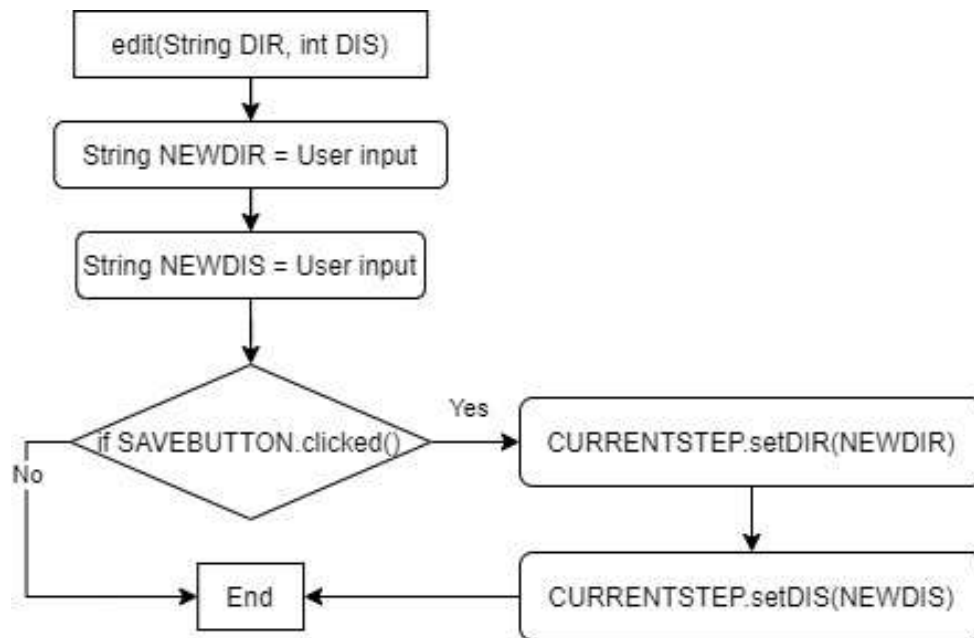 edit(String DIR, int DIS)
String NEWDIR = User input
String NEWDIS = User input
if SAVEBUTTON.clicked()
Yes
No
CURRENTSTEP.setDIR(NEWDIR)
CURRENTSTEP.setDIS(NEWDIS)
End